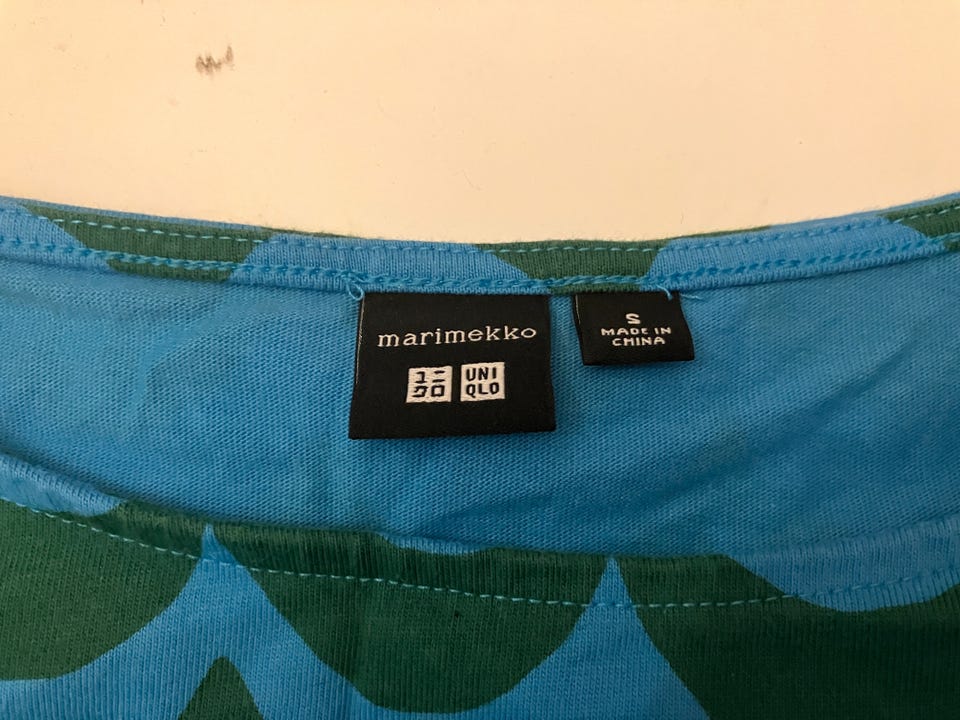 marimekko
ユニ UNI
クロ QLO
S
MADE IN
CHINA